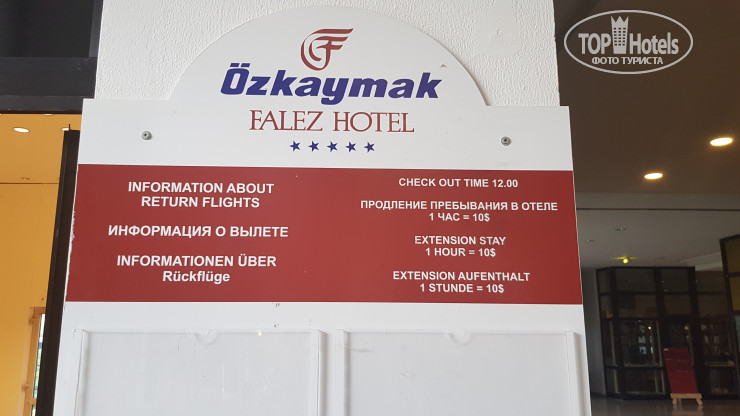 Özkaymak
FALEZ HOTEL
INFORMATION ABOUT
RETURN FLIGHTS
ИНФОРМАЦИЯ О ВЫЛЕТЕ
INFORMATIONEN ÜBER
Rückflüge
CHECK OUT TIME 12.00
ПРОДЛЕНИЕ ПРЕБЫВАНИЯ В ОТЕЛЕ
1 ЧАС = 10$
EXTENSION STAY
1 HOUR = 10$
EXTENSION AUFENTHALT
1 STUNDE = 10$
TOP Hotels
ФОТО ТУРИСТА